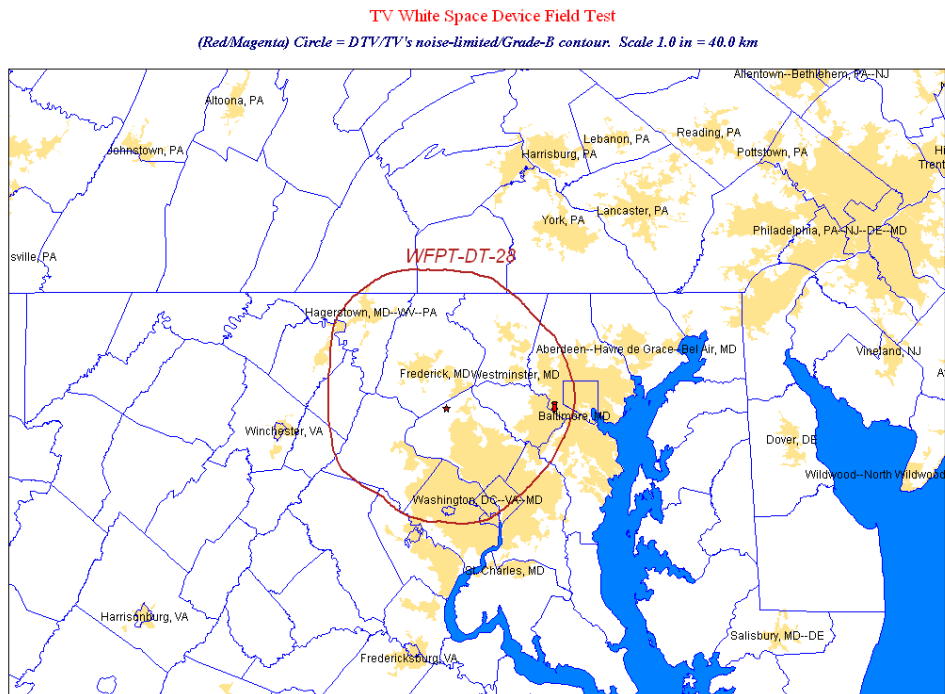 TV White Space Device Field Test
(Red/Magenta) Circle = DTV/TV's noise-limited/Grade-B contour. Scale 1.0 in = 40.0 km
Allentown--Bethlehem, PA--NJ
Altoona, PA
Reading, PA
Lebanon, PA
Johnstown, PA
Harrisburg, PA
Pottstown, PA
Hi
Trent
Lancaster, PA
York, PA
Philadelphia, PA--NJ--DE--MD
sville, PA
WFPT-DT-28
Hagerstown, MD--WV--PA
Aberdeen--Havre de Grace--Bel Air, MD
Vineland, NJ
Frederick, MD
Westminster, MD
Baltimore, MD
Winchester, VA
Dover, DE
Wildwood--North Wildwood
Washington, DC--VA--MD
St. Charles, MD
Harrisonburg, VA
Salisbury, MD--DE
Fredericksburg, VA